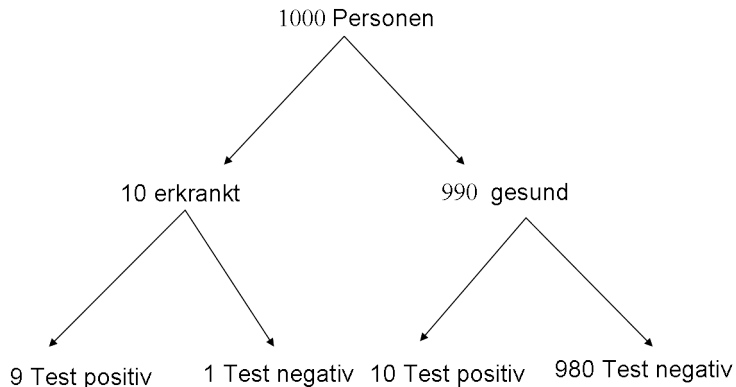 1000 Personen
10 erkrankt
990 gesund
9 Test positiv
1 Test negativ
10 Test positiv
980 Test negativ